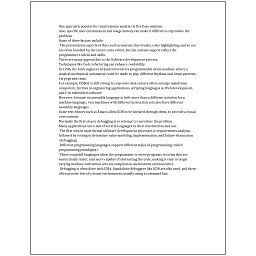 One approach popular for requirements analysis is Use Case analysis.
Also, specific user environment and usage history can make it difficult to reproduce the
problem.
Some of these factors include:
The presentation aspects of this (such as indents, line breaks, color highlighting, and so on)
are often handled by the source code editor, but the content aspects reflect the
programmer's talent and skills.
There are many approaches to the Software development process.
Techniques like Code refactoring can enhance readability.
In 1206, the Arab engineer Al-Jazari invented a programmable drum machine where a
musical mechanical automaton could be made to play different rhythms and drum patterns,
via pegs and cams.
For example, COBOL is still strong in corporate data centers often on large mainframe
computers, Fortran in engineering applications, scripting languages in Web development,
and C in embedded software.
However, because an assembly language is little more than a different notation for a
machine language, two machines with different instruction sets also have different
assembly languages.
Some text editors such as Emacs allow GDB to be invoked through them, to provide a visual
environment.
Normally the first step in debugging is to attempt to reproduce the problem.
Many applications use a mix of several languages in their construction and use.
The first step in most formal software development processes is requirements analysis,
followed by testing to determine value modeling, implementation, and failure elimination
(debugging).
Different programming languages support different styles of programming (called
programming paradigms).
These compiled languages allow the programmer to write programs in terms that are
syntactically richer, and more capable of abstracting the code, making it easy to target
varying machine instruction sets via compilation declarations and heuristics.
Debugging is often done with IDEs. Standalone debuggers like GDB are also used, and these
often provide less of a visual environment, usually using a command line.